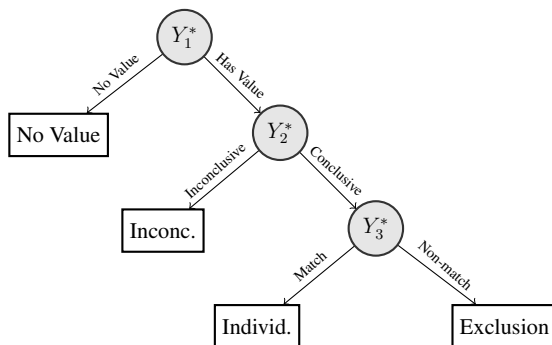 Y₁*
No Value
Has Value
No Value
Y₂*
Inconclusive
Conclusive
Inconc.
Y₃*
Match
Non-match
Individ.
Exclusion